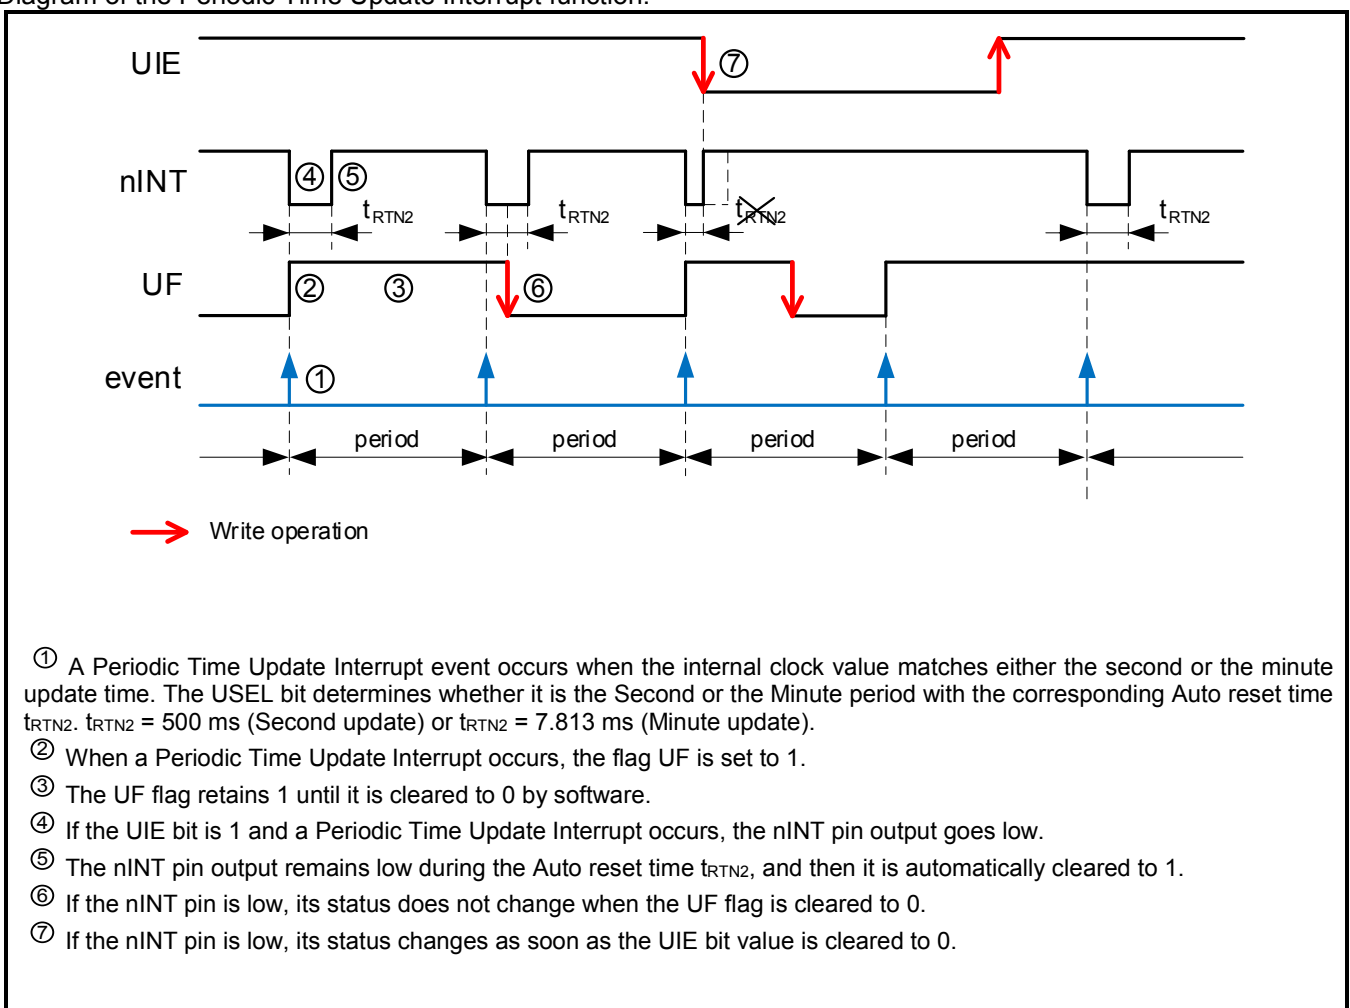 Diagram of the Periodic Time Update Interrupt function:
UIE
⑦
nINT
④ ⑤
tRTN2 tRTN2 tRTN2 tRTN2
UF
② ③ ⑥
event
①
period period period period
Write operation
① A Periodic Time Update Interrupt event occurs when the internal clock value matches either the second or the minute
update time. The USEL bit determines whether it is the Second or the Minute period with the corresponding Auto reset time
tRTN2. tRTN2 = 500 ms (Second update) or tRTN2 = 7.813 ms (Minute update).
② When a Periodic Time Update Interrupt occurs, the flag UF is set to 1.
③ The UF flag retains 1 until it is cleared to 0 by software.
④ If the UIE bit is 1 and a Periodic Time Update Interrupt occurs, the nINT pin output goes low.
⑤ The nINT pin output remains low during the Auto reset time tRTN2, and then it is automatically cleared to 1.
⑥ If the nINT pin is low, its status does not change when the UF flag is cleared to 0.
⑦ If the nINT pin is low, its status changes as soon as the UIE bit value is cleared to 0.